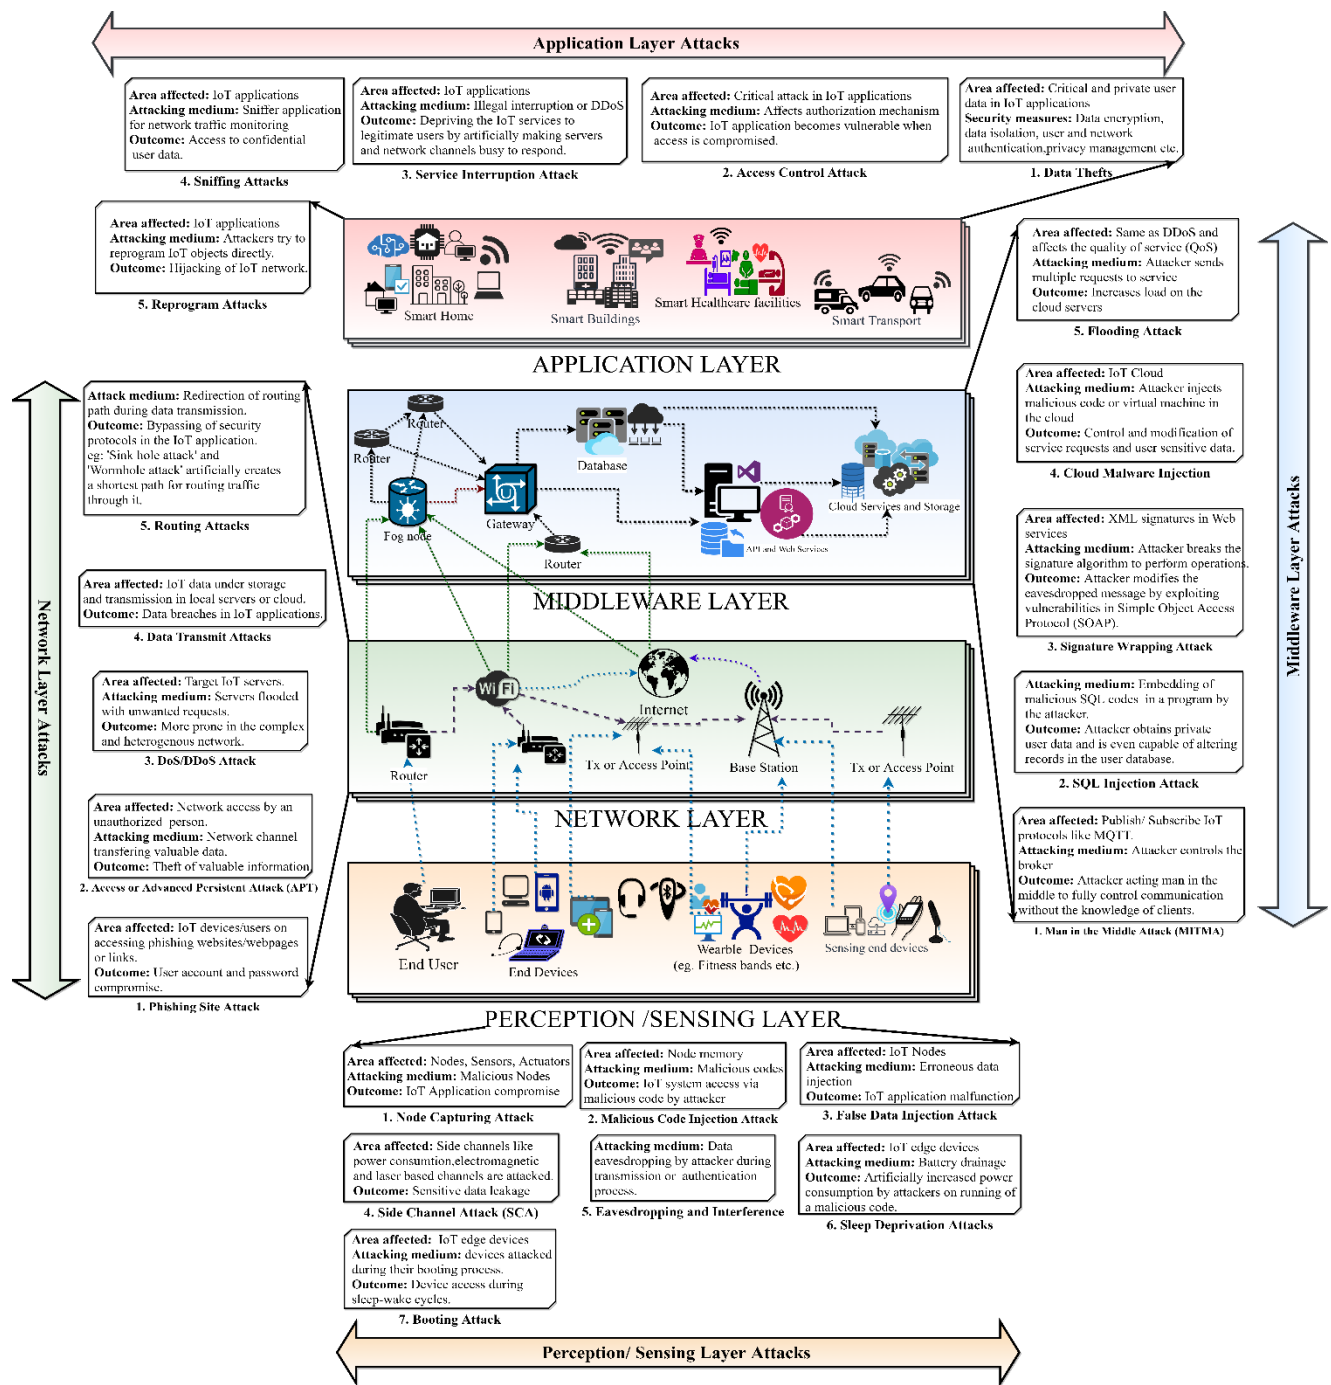 Application Layer Attacks
Area affected: IoT applications
Attacking medium: Sniffer application
for network traffic monitoring
Outcome: Access to confidential
user data.
4. Sniffing Attacks
Area affected: IoT applications
Attacking medium: Illegal interruption or DDoS
Outcome: Depriving the IoT services to
legitimate users by artificially making servers
and network channels busy to respond.
3. Service Interruption Attack
Area affected: Critical attack in IoT applications
Attacking medium: Affects authorization mechanism
Outcome: IoT application becomes vulnerable when
access is compromised.
2. Access Control Attack
Area affected: Critical and private user
data in IoT applications
Security measures: Data encryption,
data isolation, user and network
authentication,privacy management etc.
1. Data Thefts
Area affected: IoT applications
Attacking medium: Attackers try to
reprogram IoT objects directly.
Outcome: Hijacking of IoT network.
5. Reprogram Attacks
Smart Home
Smart Buildings
Smart Healthcare facilities
Smart Transport
APPLICATION LAYER
Area affected: Same as DDoS and
affects the quality of service (QoS)
Attacking medium: Attacker sends
multiple requests to service
Outcome: Increases load on the
cloud servers
5. Flooding Attack
Area affected: IoT Cloud
Attacking medium: Attacker injects
malicious code or virtual machine in
the cloud
Outcome: Control and modification of
service requests and user sensitive data.
4. Cloud Malware Injection
Area affected: XML signatures in Web
services
Attacking medium: Attacker breaks the
signature algorithm to perform operations.
Outcome: Attacker modifies the
eavesdropped message by exploiting
vulnerabilities in Simple Object Access
Protocol (SOAP).
3. Signature Wrapping Attack
Attacking medium: Embedding of
malicious SQL codes in a program by
the attacker.
Outcome: Attacker obtains private
user data and is even capable of altering
records in the user database.
2. SQL Injection Attack
Area affected: Publish/ Subscribe IoT
protocols like MQTT.
Attacking medium: Attacker controls the
broker
Outcome: Attacker acting man in the
middle to fully control communication
without the knowledge of clients.
1. Man in the Middle Attack (MITMA)
Middleware Layer Attacks
Router
Router
Fog node
Gateway
Database
Router
API and Web Services
Cloud Services and Storage
MIDDLEWARE LAYER
Network Layer Attacks
Attack medium: Redirection of routing
path during data transmission.
Outcome: Bypassing of security
protocols in the IoT application.
eg: 'Sink hole attack' and
'Wormhole attack' artificially creates
a shortest path for routing traffic
through it.
5. Routing Attacks
Area affected: IoT data under storage
and transmission in local servers or cloud.
Outcome: Data breaches in IoT applications.
4. Data Transmit Attacks
Area affected: Target IoT servers.
Attacking medium: Servers flooded
with unwanted requests.
Outcome: More prone in the complex
and heterogenous network.
3. DoS/DDoS Attack
Area affected: Network access by an
unauthorized person.
Attacking medium: Network channel
transfering valuable data.
Outcome: Theft of valuable information
2. Access or Advanced Persistent Attack (APT)
Area affected: IoT devices/users on
accessing phishing websites/webpages
or links.
Outcome: User account and password
compromise.
1. Phishing Site Attack
Wi Fi
Internet
Router
Tx or Access Point
Base Station
Tx or Access Point
NETWORK LAYER
End User
End Devices
Wearble Devices
(eg. Fitness bands etc.)
Sensing end devices
PERCEPTION /SENSING LAYER
Area affected: Nodes, Sensors, Actuators
Attacking medium: Malicious Nodes
Outcome: IoT Application compromise
1. Node Capturing Attack
Area affected: Node memory
Attacking medium: Malicious codes
Outcome: IoT system access via
malicious code by attacker
2. Malicious Code Injection Attack
Area affected: IoT Nodes
Attacking medium: Erroneous data
injection
Outcome: IoT application malfunction
3. False Data Injection Attack
Area affected: Side channels like
power consumtion,electromagnetic
and laser based channels are attacked.
Outcome: Sensitive data leakage
4. Side Channel Attack (SCA)
Attacking medium: Data
eavesdropping by attacker during
transmission or authentication
process.
5. Eavesdropping and Interference
Area affected: IoT edge devices
Attacking medium: Battery drainage
Outcome: Artificially increased power
consumption by attackers on running of
a malicious code.
6. Sleep Deprivation Attacks
Area affected: IoT edge devices
Attacking medium: devices attacked
during their booting process.
Outcome: Device access during
sleep-wake cycles.
7. Booting Attack
Perception/ Sensing Layer Attacks